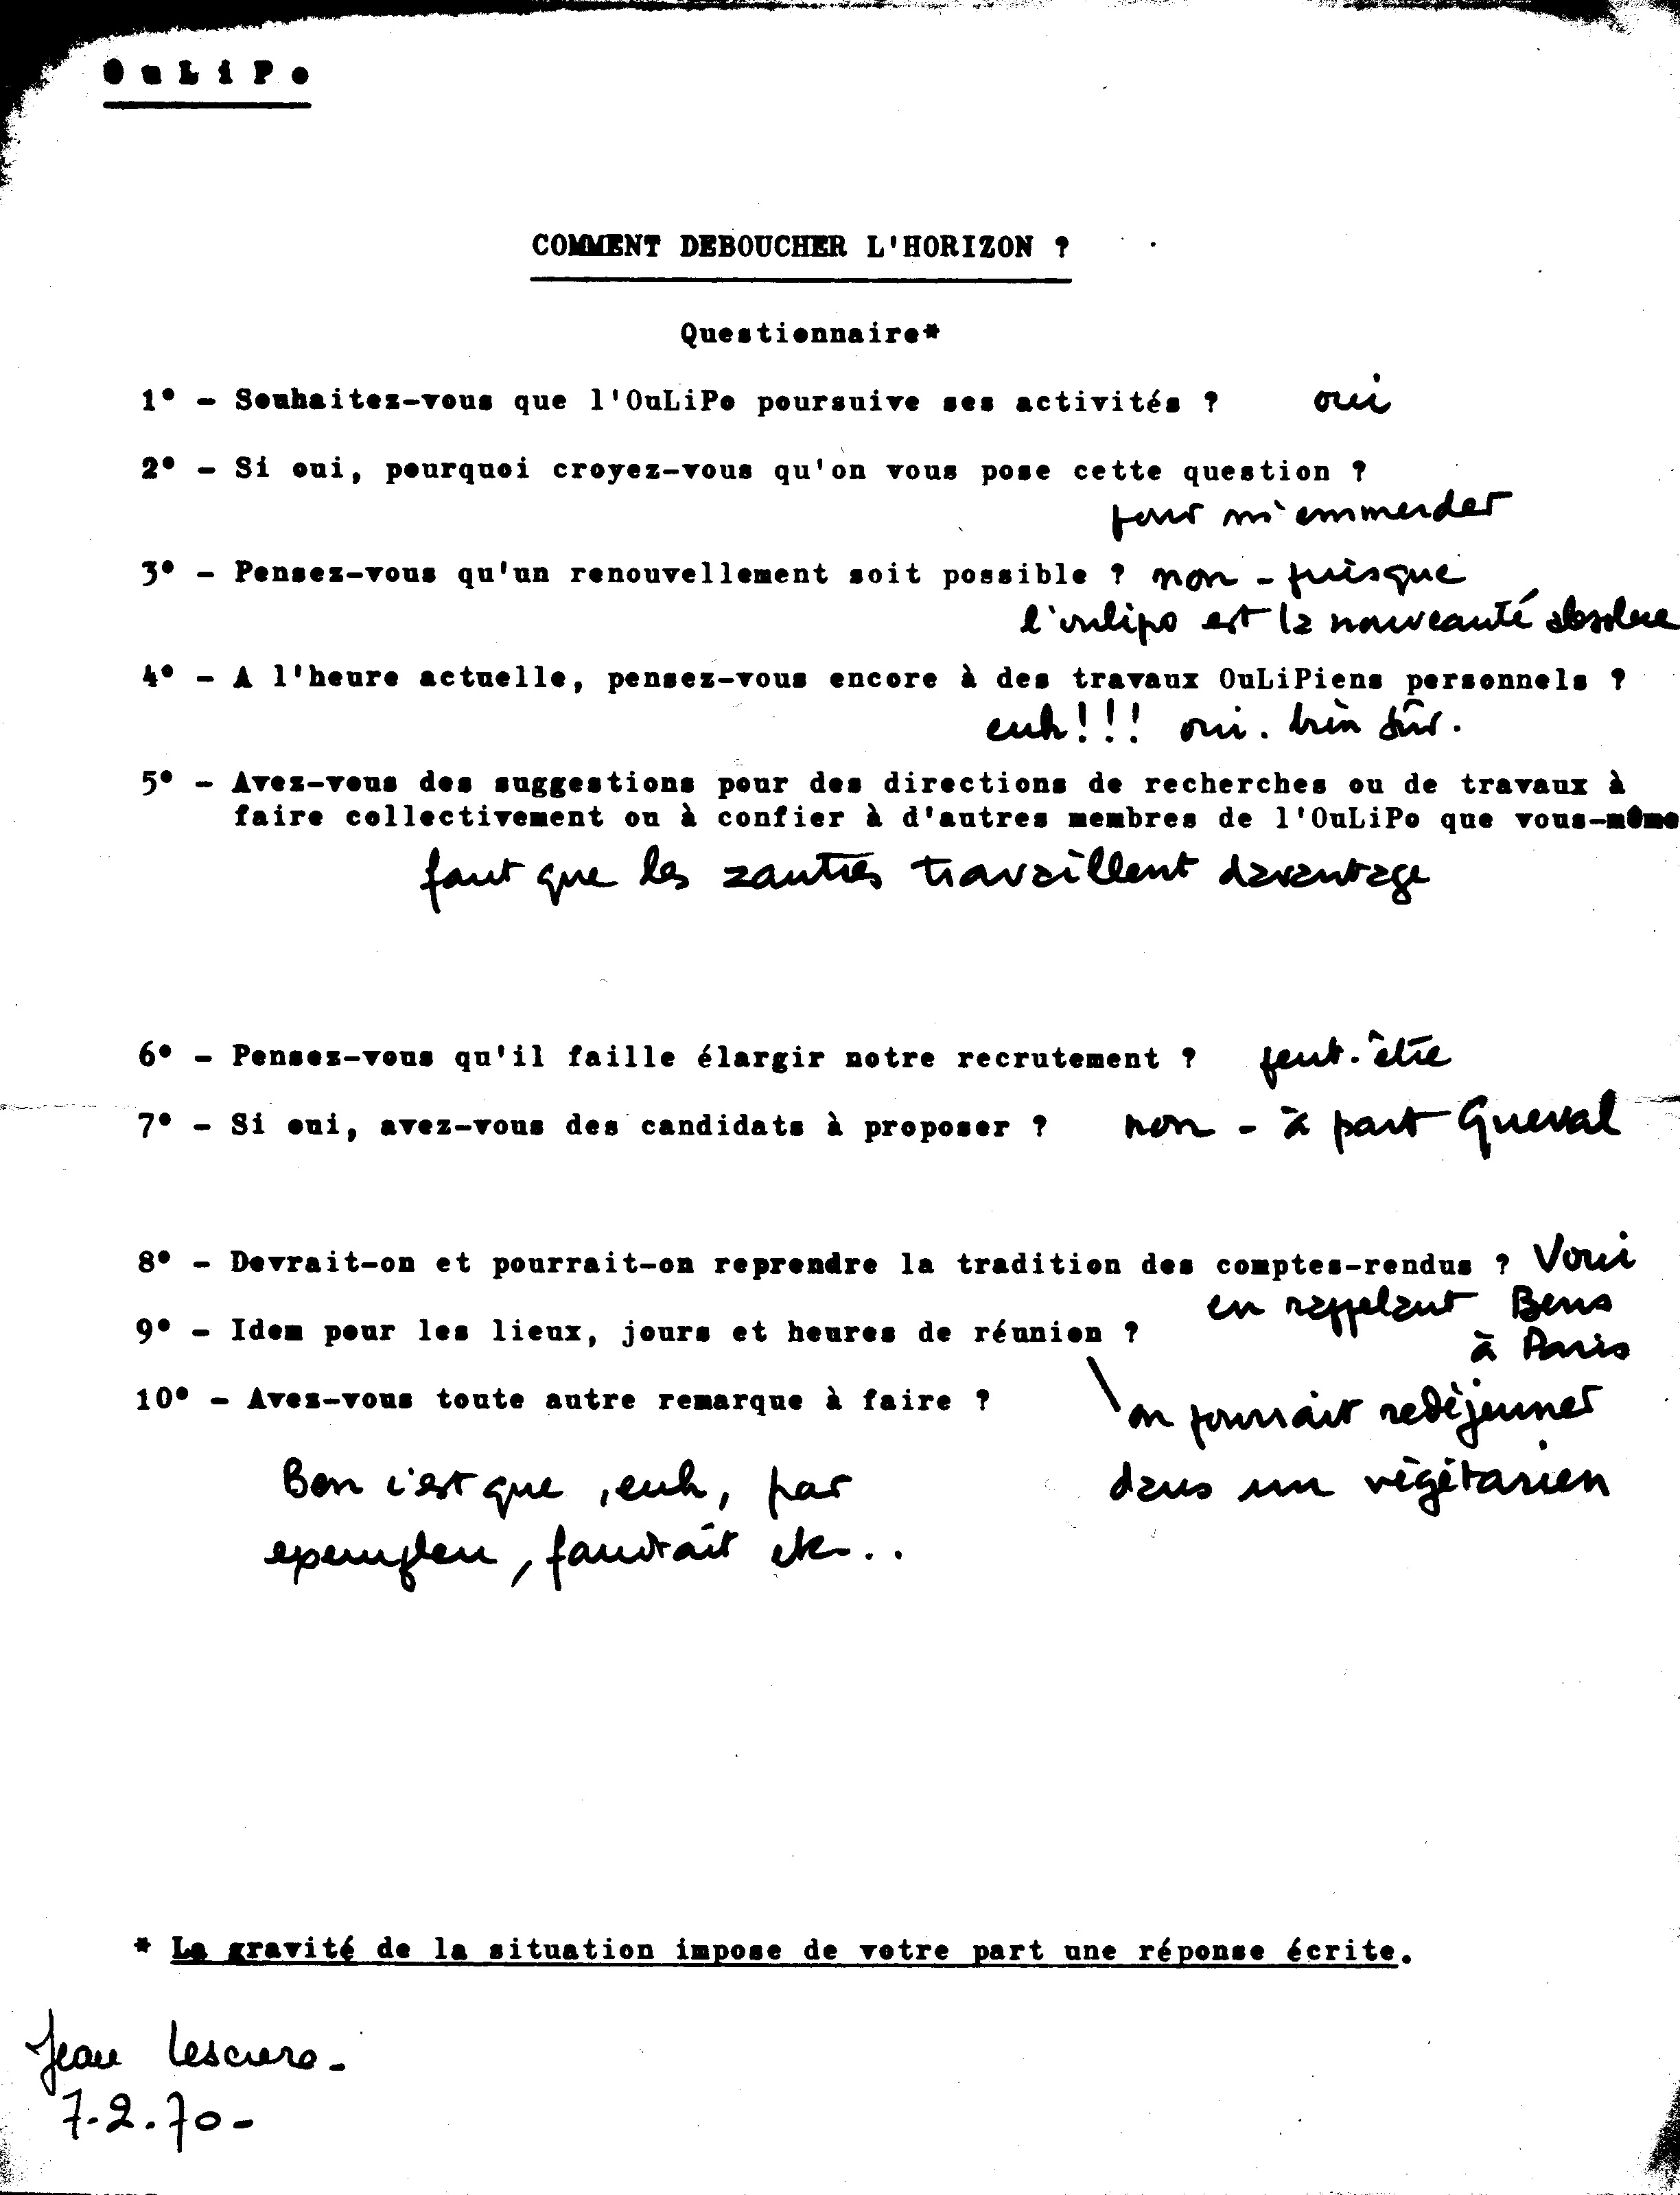 OuLiPo
COMMENT DEBOUCHER L'HORIZON ?
Questionnaire*
1° - Souhaitez-vous que l'OuLiPo poursuive ses activités ? oui
2° - Si oui, pourquoi croyez-vous qu'on vous pose cette question ?
pour m'emmerder
3° - Pensez-vous qu'un renouvellement soit possible ? non - puisque
l'oulipo est la nouveauté absolue
4° - A l'heure actuelle, pensez-vous encore à des travaux OuLiPiens personnels ?
euh!!! oui. bien sûr.
5° - Avez-vous des suggestions pour des directions de recherches ou de travaux à
faire collectivement ou à confier à d'autres membres de l'OuLiPo que vous-même
faut que les zautres travaillent davantage
6° - Pensez-vous qu'il faille élargir notre recrutement ? peut-être
7° - Si oui, avez-vous des candidats à proposer ? non - à part Queval
8° - Devrait-on et pourrait-on reprendre la tradition des comptes-rendus ? Voui
en rappelant Bens
9° - Idem pour les lieux, jours et heures de réunion ?
à Paris
10° - Avez-vous toute autre remarque à faire ?
on pourrait redéjeuner
dans un végétarien
Ben c'est que, euh, par
exempleu, faudrait etc...
* La gravité de la situation impose de votre part une réponse écrite.
Jean Lescure -
7.2.70 -